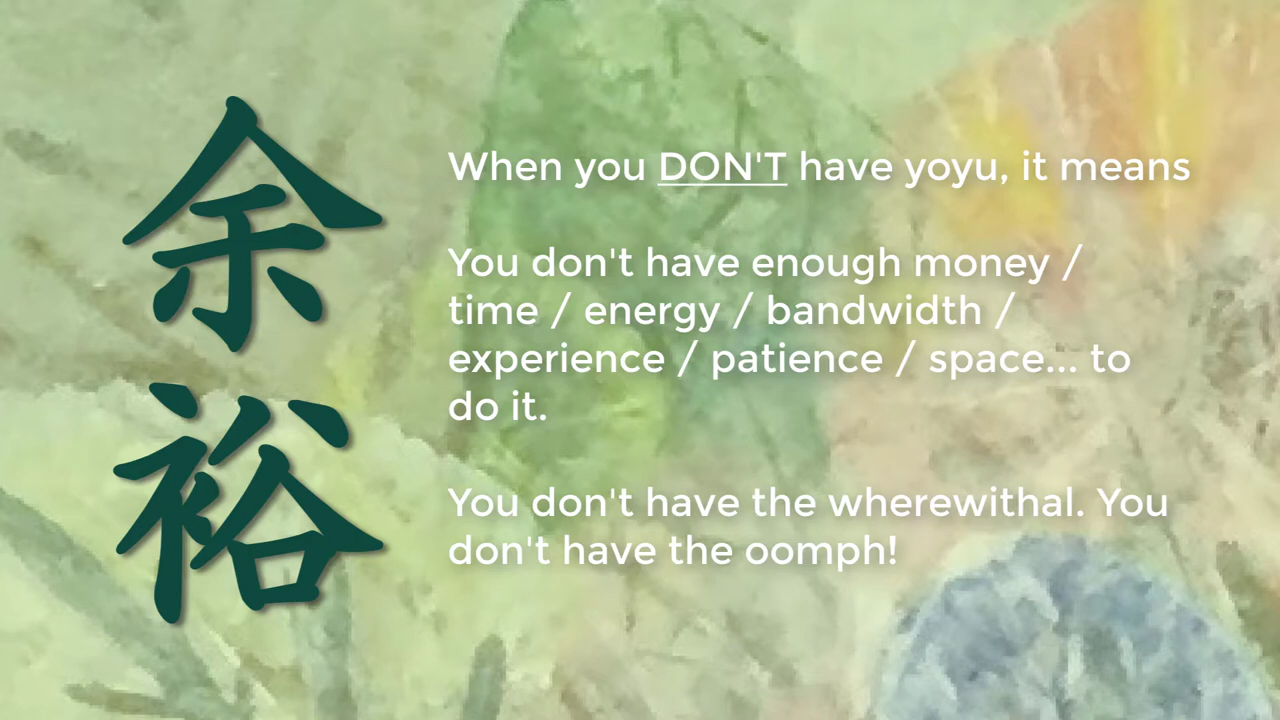 余裕
When you DON'T have yoyu, it means
You don't have enough money /
time / energy / bandwidth /
experience / patience / space... to
do it.
You don't have the wherewithal. You
don't have the oomph!